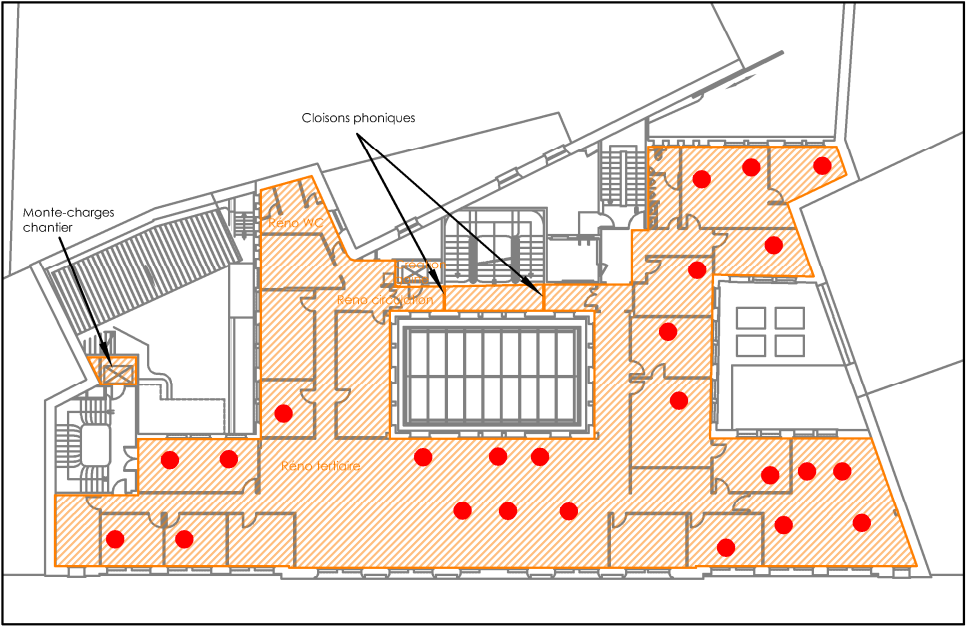 Cloisons phoniques
Monte-charges
chantier
Réno WC
Réno circulation
Réno tertiaire